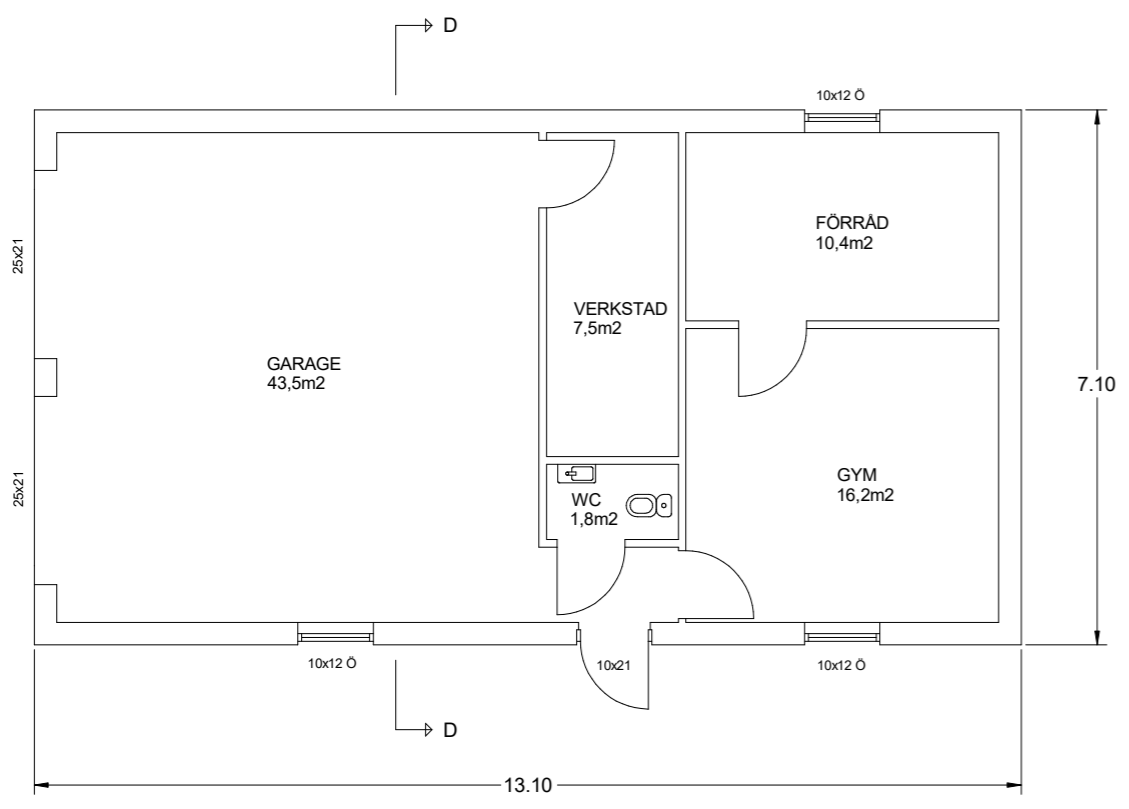 D
10x12 Ö
25x21
FÖRRÅD
10,4m2
VERKSTAD
7,5m2
GARAGE
43,5m2
7.10
25x21
GYM
16,2m2
WC
1,8m2
10x12 Ö
10x21
10x12 Ö
D
13.10